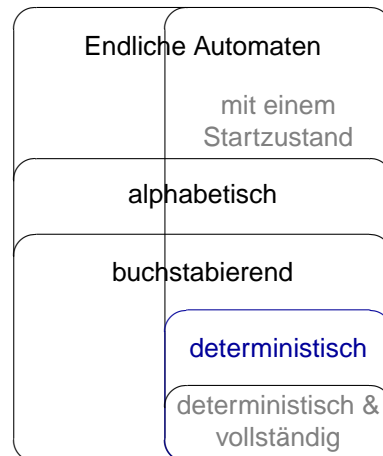 Endliche Automaten
mit einem
Startzustand
alphabetisch
buchstabierend
deterministisch
deterministisch &
vollständig